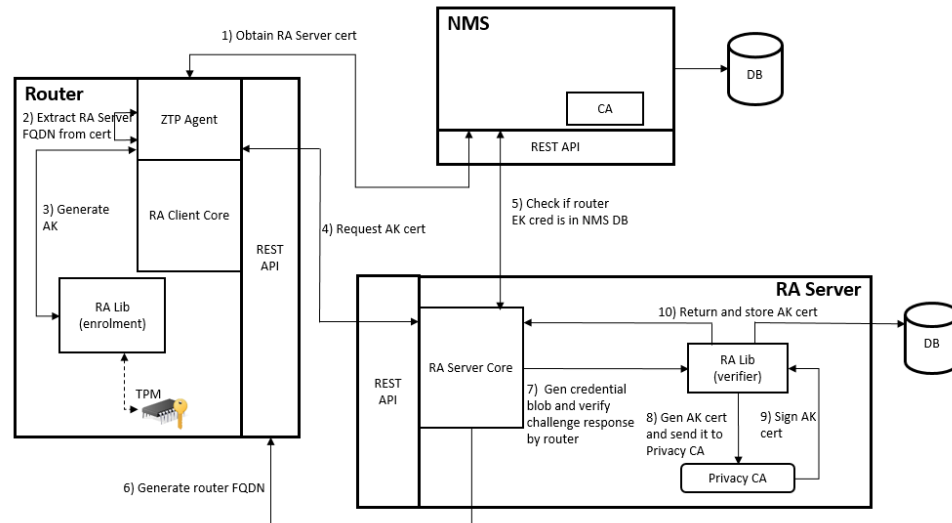 NMS
1) Obtain RA Server cert
DB
CA
REST API
Router
2) Extract RA Server
FQDN from cert
ZTP Agent
3) Generate
AK
RA Client Core
REST
API
4) Request AK cert
5) Check if router
EK cred is in NMS DB
RA Lib
(enrolment)
TPM
6) Generate router FQDN
RA Server
REST
API
RA Server Core
10) Return and store AK cert
DB
RA Lib
(verifier)
7) Gen credential
blob and verify
challenge response
by router
8) Gen AK cert
and send it to
Privacy CA
9) Sign AK
cert
Privacy CA